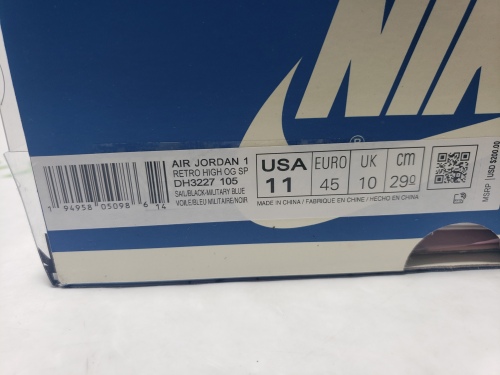 NIK
AIR JORDAN 1
RETRO HIGH OG SP
DH3227 105
SAIL/BLACK-MILITARY BLUE
VOILE/BLEU MILITAIRE/NOIR
1 94958 05098 6 14
USA
11
EURO
45
UK
10
cm
29⁰
MADE IN CHINA / FABRIQUE EN CHINE / HECHO EN CHINA
MSRP USD $200.00
®